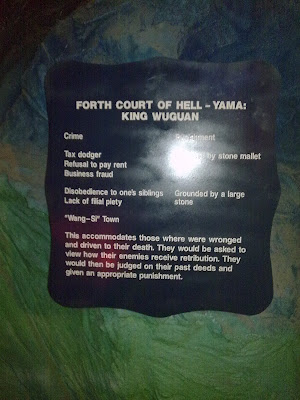 FORTH COURT OF HELL – YAMA:
KING WUGUAN
Crime
Tax dodger by stone mallet
Refusal to pay rent
Business fraud
Disobedience to one's siblings Grounded by a large
Lack of filial piety stone
"Wang–Si" Town
This accommodates those where were wronged
and driven to their death. They would be asked to
view how their enemies receive retribution. They
would then be judged on their past deeds and
given an appropriate punishment.